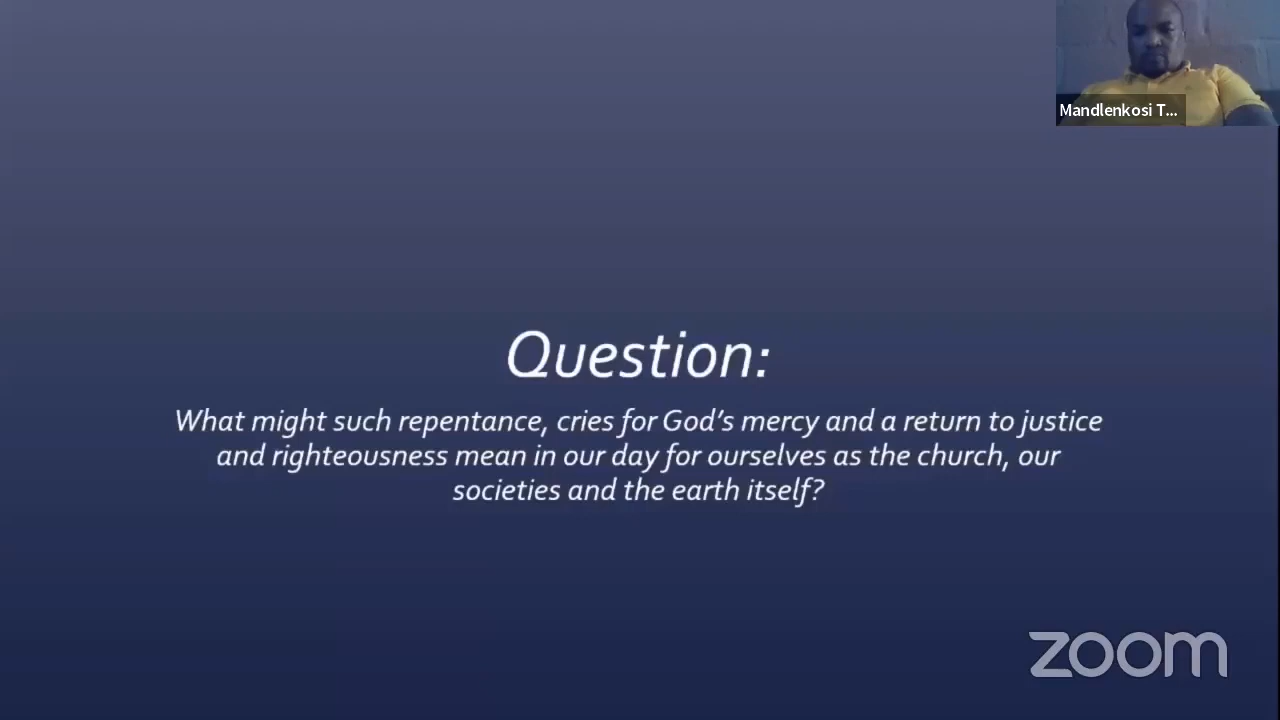 Mandlenkosi T...
Question:
What might such repentance, cries for God's mercy and a return to justice
and righteousness mean in our day for ourselves as the church, our
societies and the earth itself?
zoom